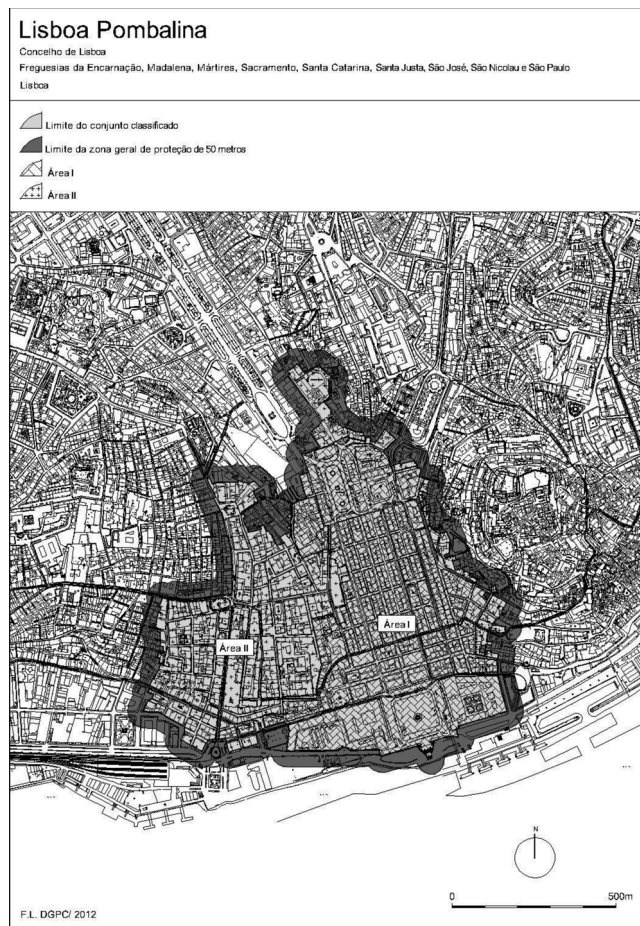 Lisboa Pombalina
Concelho de Lisboa
Freguesias da Encarnação, Madalena, Mártires, Sacramento, Santa Catarina, Santa Justa, São José, São Nicolau e São Paulo
Lisboa
Limite do conjunto classificado
Limite da zona geral de proteção de 50 metros
Área I
Área II
Área I
Área II
N
0 500m
F.L. DGPC/ 2012